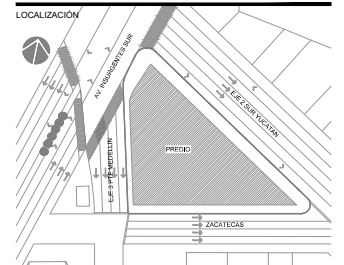 LOCALIZACIÓN
AV. INSURGENTES SUR
EJE 2 SUR YUCATAN
PREDIO
EJE 3 PTE MEDELLIN
ZACATECAS